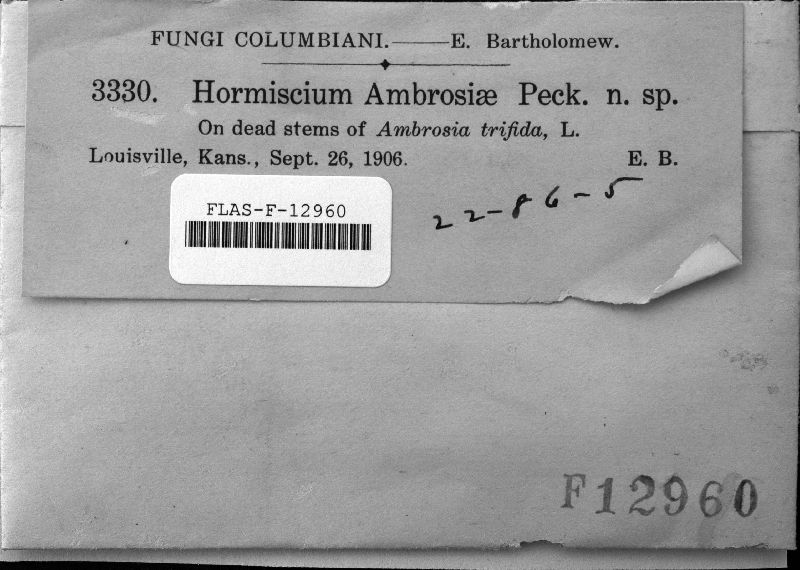 FUNGI COLUMBIANI.——E. Bartholomew.
3330. Hormiscium Ambrosiæ Peck. n. sp.
On dead stems of Ambrosia trifida, L.
Louisville, Kans., Sept. 26, 1906. E. B.
FLAS-F-12960
22-86-5
F12960